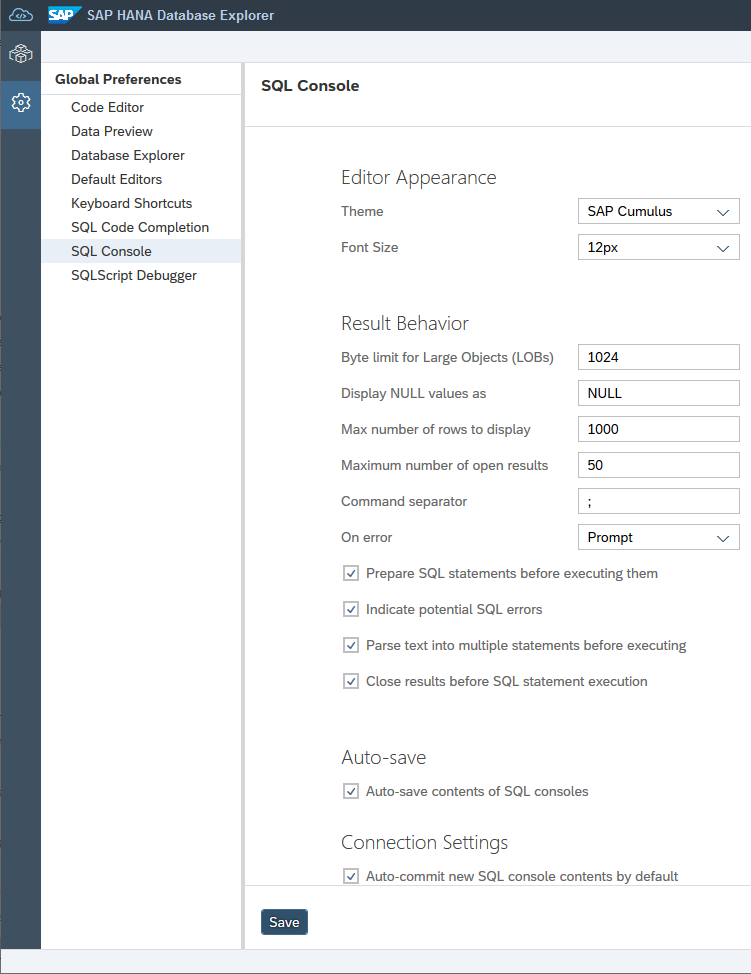 SAP SAP HANA Database Explorer
Global Preferences
Code Editor
Data Preview
Database Explorer
Default Editors
Keyboard Shortcuts
SQL Code Completion
SQL Console
SQLScript Debugger
SQL Console
Editor Appearance
Theme SAP Cumulus
Font Size 12px
Result Behavior
Byte limit for Large Objects (LOBs) 1024
Display NULL values as NULL
Max number of rows to display 1000
Maximum number of open results 50
Command separator ;
On error Prompt
Prepare SQL statements before executing them
Indicate potential SQL errors
Parse text into multiple statements before executing
Close results before SQL statement execution
Auto-save
Auto-save contents of SQL consoles
Connection Settings
Auto-commit new SQL console contents by default
Save